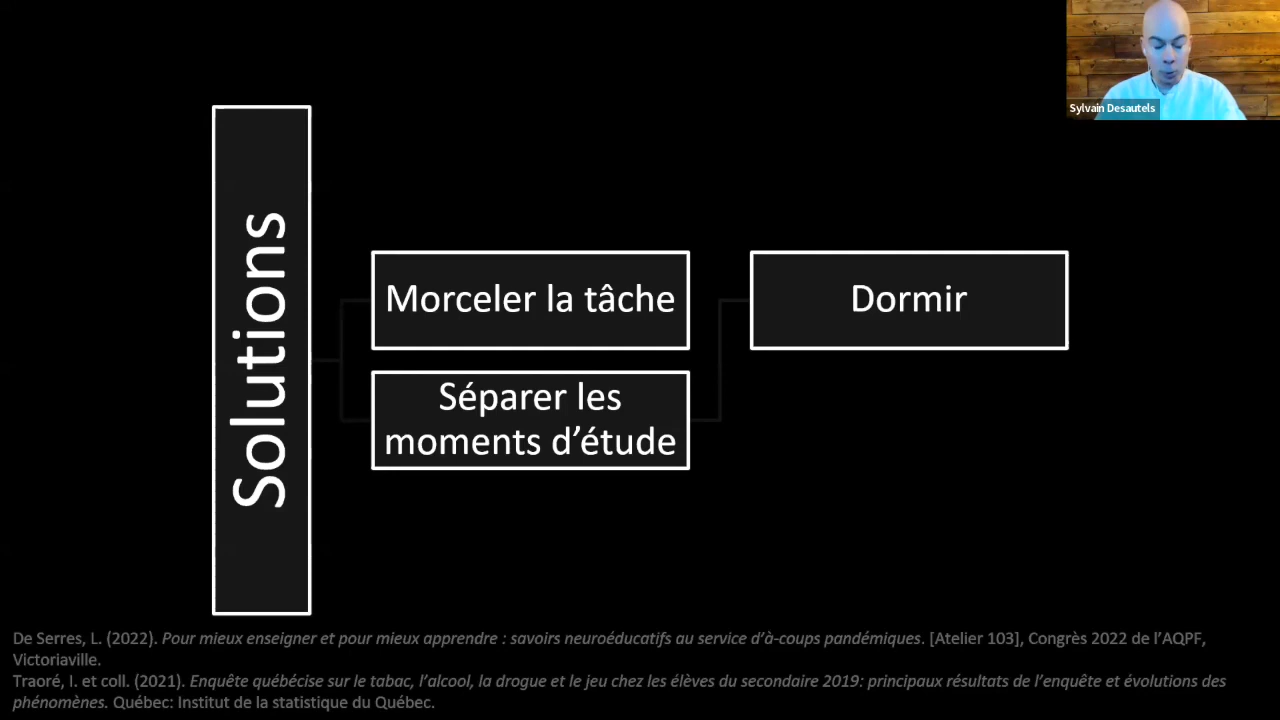 Sylvain Desautels
Solutions
Morceler la tâche
Dormir
Séparer les
moments d'étude
De Serres, L. (2022). Pour mieux enseigner et pour mieux apprendre : savoirs neuroéducatifs au service d'à-coups pandémiques. [Atelier 103], Congrès 2022 de l'AQPF,
Victoriaville.
Traoré, I. et coll. (2021). Enquête québécise sur le tabac, l'alcool, la drogue et le jeu chez les élèves du secondaire 2019: principaux résultats de l'enquête et évolutions des
phénomènes. Québec: Institut de la statistique du Québec.